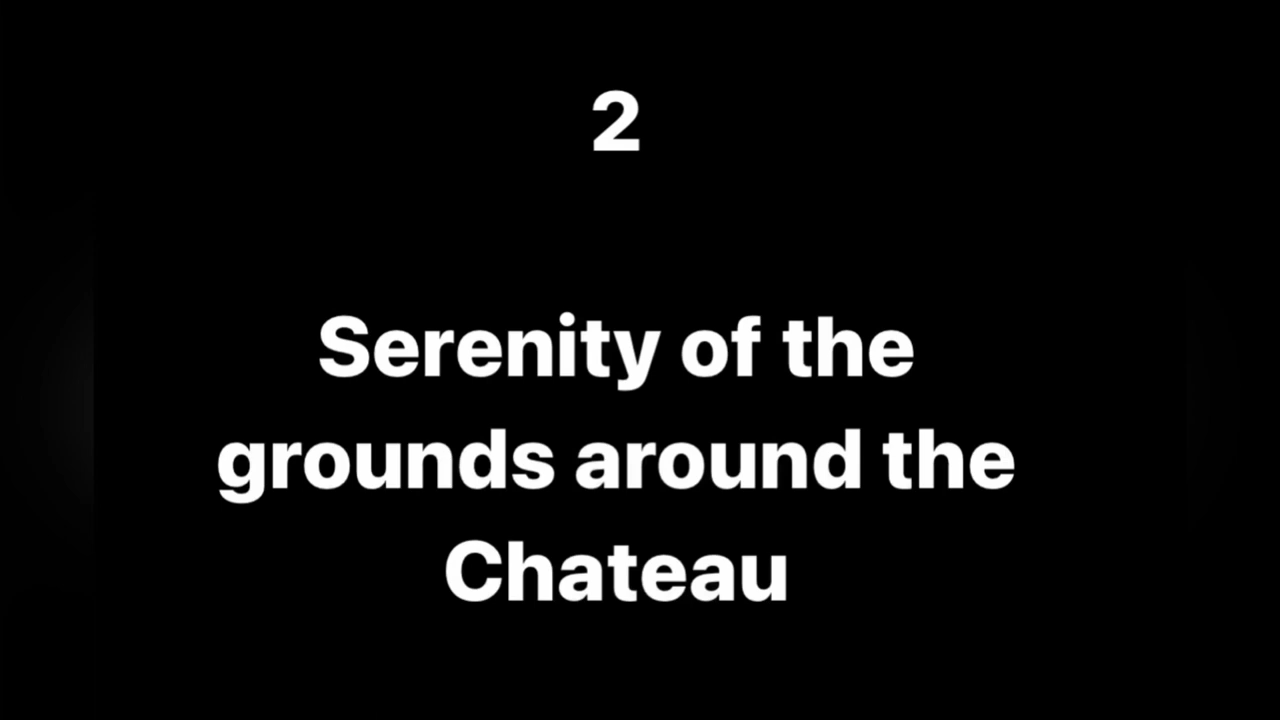 2
Serenity of the
grounds around the
Chateau